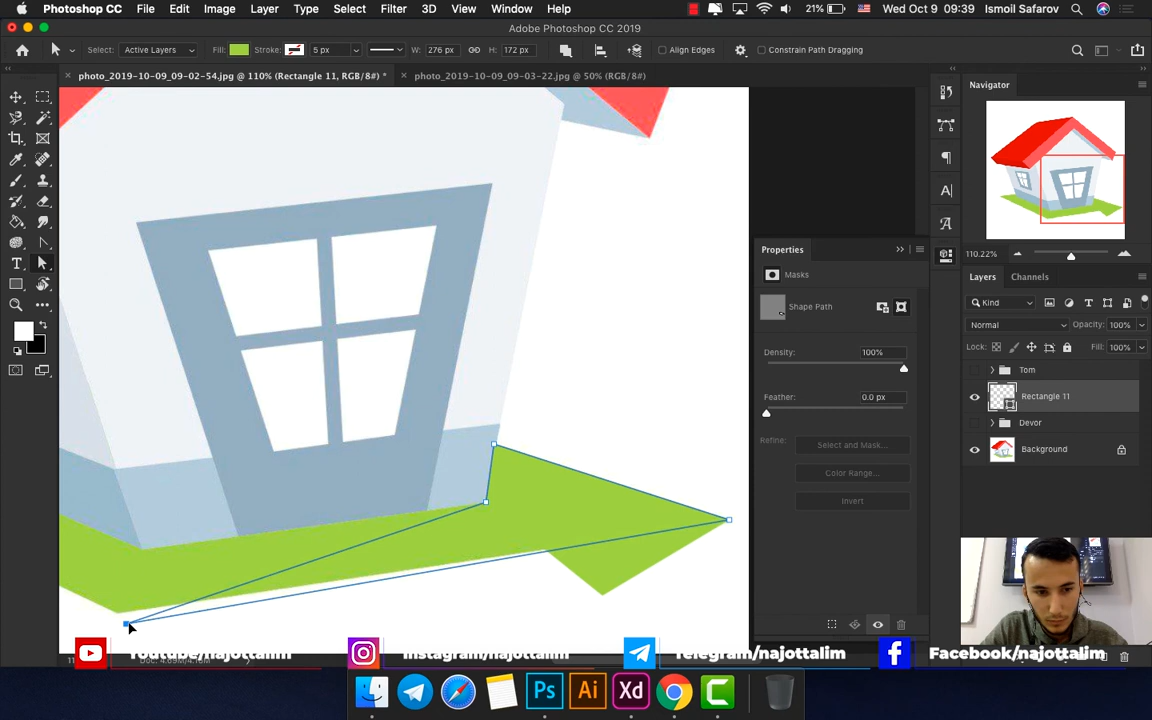 Photoshop CC File Edit Image Layer Type Select Filter 3D View Window Help 21% Wed Oct 9 09:39 Ismoil Safarov
Adobe Photoshop CC 2019
Select: Active Layers Fill: Stroke: 5 px W: 276 px H: 172 px Align Edges Constrain Path Dragging
photo_2019-10-09_09-02-54.jpg @ 110% (Rectangle 11, RGB/8#) * photo_2019-10-09_09-03-22.jpg @ 50% (RGB/8#)
Navigator
110.22%
Properties
Masks
Shape Path
Density: 100%
Feather: 0.0 px
Refine: Select and Mask...
Color Range...
Invert
Layers Channels
Kind
Normal Opacity: 100%
Lock: Fill: 100%
Tom
Rectangle 11
Devor
Background
Youtube/najottalim Instagram/najottalim Telegram/najottalim Facebook/najottalim
Ps Ai Xd